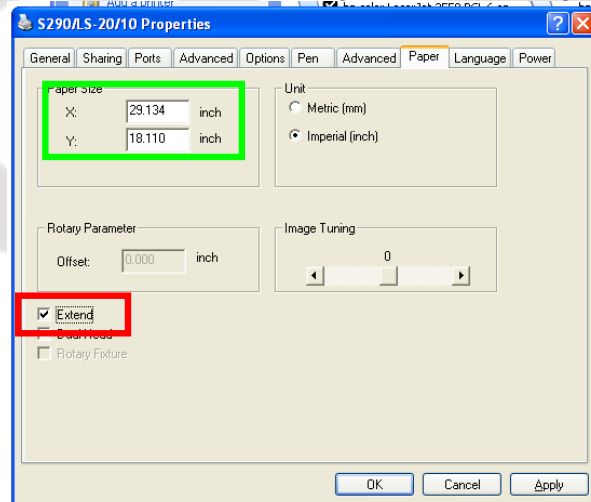 Add a printer
S290/LS-20/10 Properties
General Sharing Ports Advanced Options Pen Advanced Paper Language Power
Paper Size
X: 29.134 inch
Y: 18.110 inch
Unit
Metric (mm)
Imperial (inch)
Rotary Parameter
Offset: 0.000 inch
Image Tuning
0
Extend
Dual Head
Rotary Fixture
OK Cancel Apply